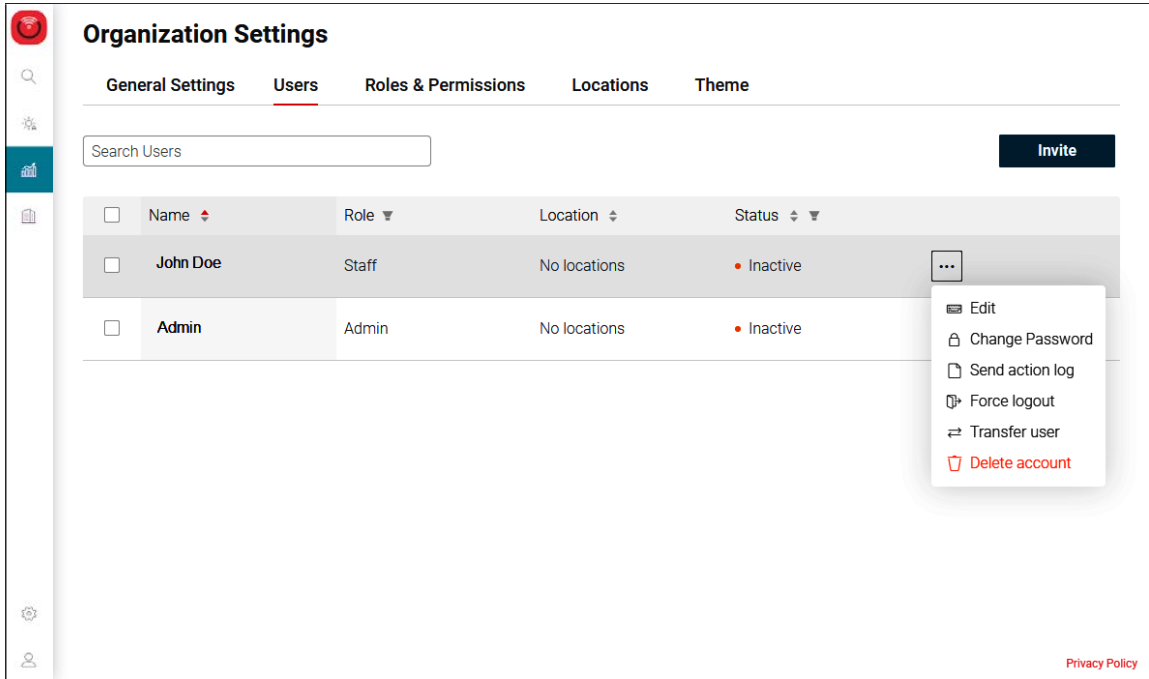 Organization Settings
General Settings Users Roles & Permissions Locations Theme
Search Users Invite
Name Role Location Status
John Doe Staff No locations Inactive ...
Admin Admin No locations Inactive
Edit
Change Password
Send action log
Force logout
Transfer user
Delete account
Privacy Policy